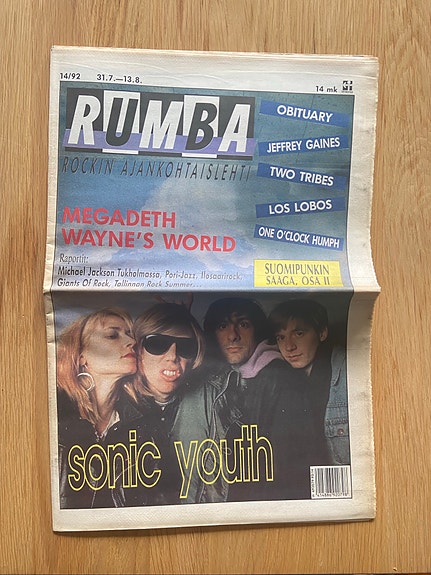 14/92 31.7.—13.8.
14 mk
RUMBA
ROCKIN AJANKOHTAISLEHTI
OBITUARY
JEFFREY GAINES
TWO TRIBES
LOS LOBOS
ONE O'CLOCK HUMPH
MEGADETH
WAYNE'S WORLD
Raportit:
Michael Jackson Tukholmassa, Pori-Jazz, Ilosaarirock,
Giants Of Rock, Tallinnan Rock Summer...
SUOMIPUNKIN
SAAGA, OSA II
sonic youth